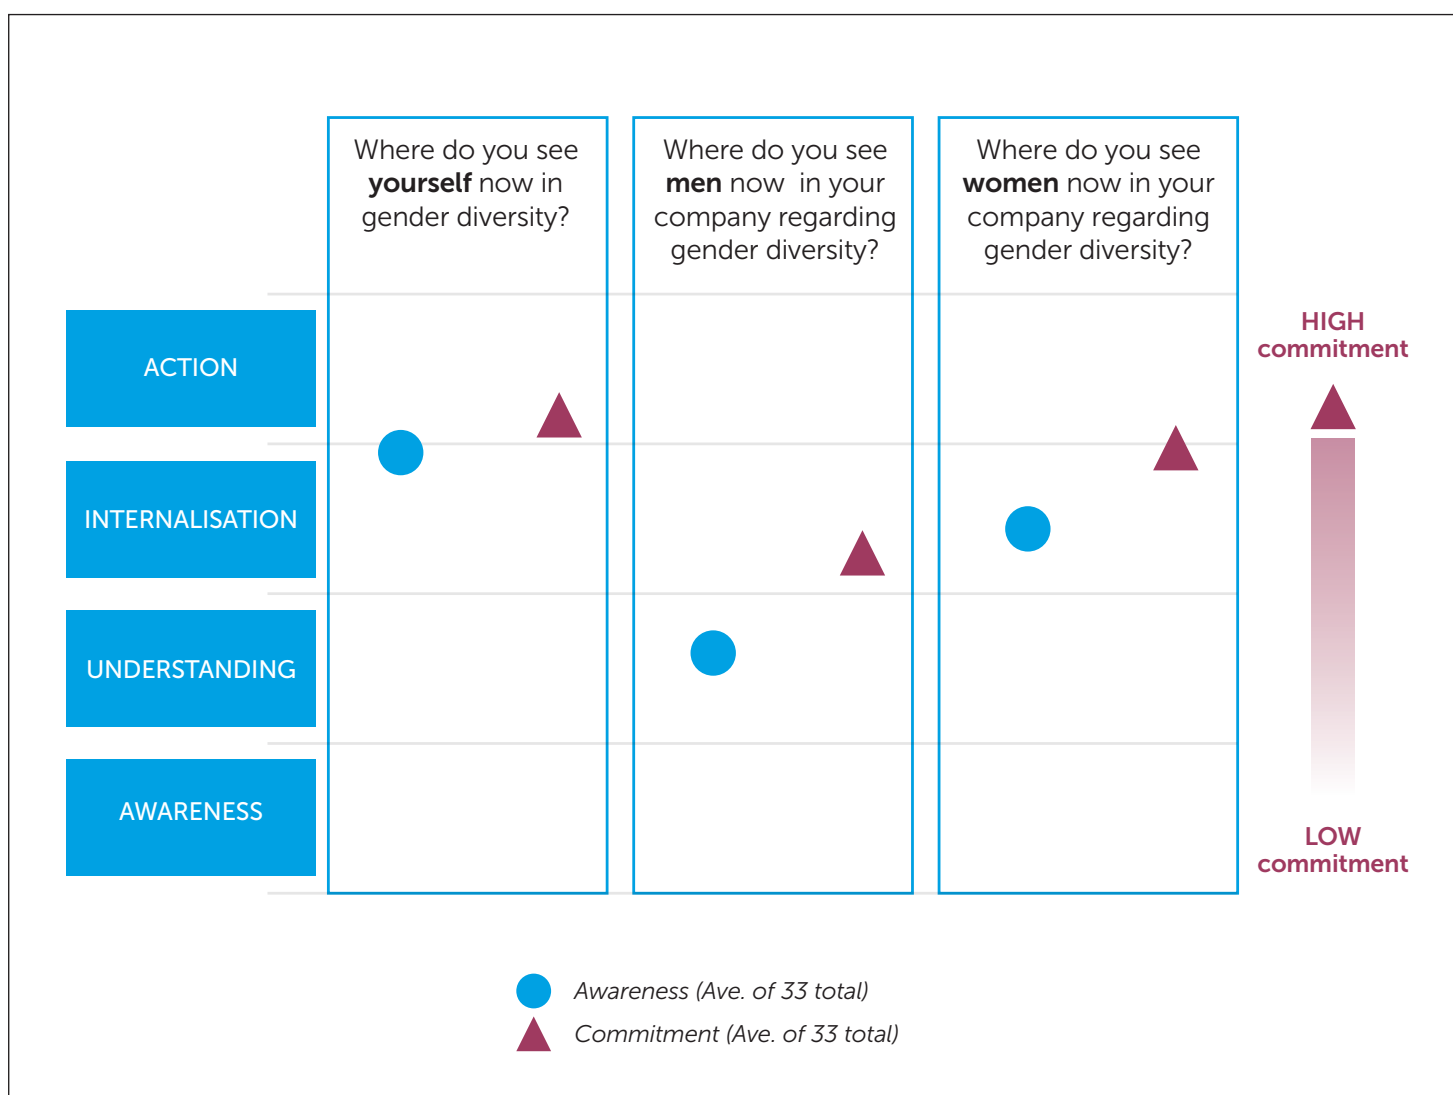 Where do you see
yourself now in
gender diversity?
Where do you see
men now  in your
company regarding
gender diversity?
Where do you see
women now in your
company regarding
gender diversity?
ACTION
INTERNALISATION
UNDERSTANDING
AWARENESS
HIGH
commitment
LOW
commitment
Awareness (Ave. of 33 total)
Commitment (Ave. of 33 total)